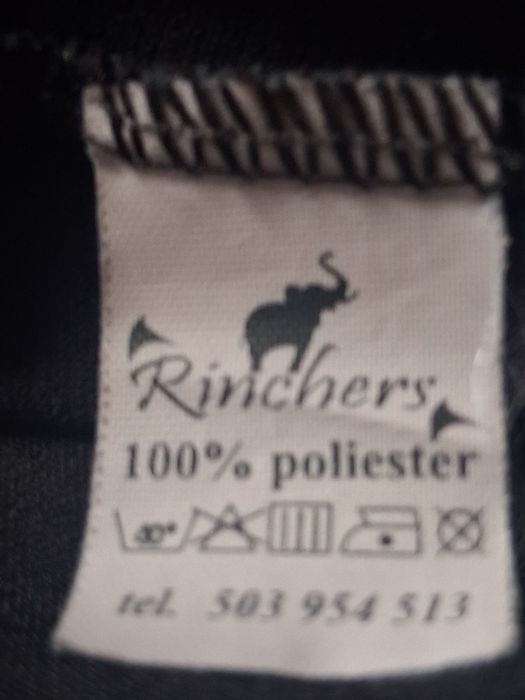 Rinchers
100% poliester
tel. 503 954 513